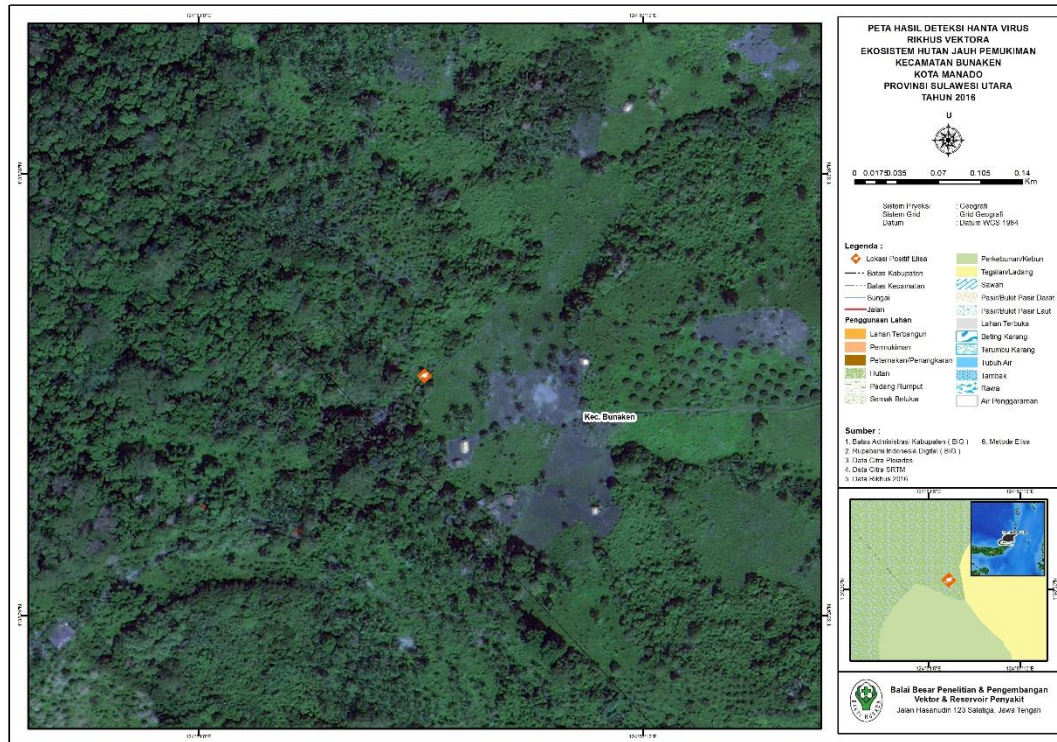 PETA HASIL DETEKSI HANTA VIRUS
RIKHUS VEKTORA
EKOSISTEM HUTAN JAUH PEMUKIMAN
KECAMATAN BUNAKEN
KOTA MANADO
PROVINSI SULAWESI UTARA
TAHUN 2016
U
0 0.0175 0.035 0.07 0.105 0.14
Km
Sistem Proyeksi : Geografi
Sistem Grid : Grid Geografi
Datum : Datum WGS 1984
Legenda :
Lokasi Positif Elisa
Batas Kabupaten
Batas Kecamatan
Sungai
Jalan
Penggunaan Lahan
Lahan Terbangun
Permukiman
Peternakan/Penangkaran
Hutan
Padang Rumput
Semak Belukar
Perkebunan/Kebun
Tegalan/Ladang
Sawah
Pasir/Bukit Pasir Darat
Pasir/Bukit Pasir Laut
Lahan Terbuka
Beting Karang
Terumbu Karang
Tubuh Air
Tambak
Rawa
Air Penggaraman
Sumber :
1. Batas Administrasi Kabupaten ( BIG ) 6. Metode Elisa
2. Rupabumi Indonesia Digital ( BIG )
3. Data Citra Pleiades
4. Data Citra SRTM
5. Data Rikhus 2016
Kec. Bunaken
BAKTI HUSADA
Balai Besar Penelitian & Pengembangan
Vektor & Reservoir Penyakit
Jalan Hasanudin 123 Salatiga, Jawa Tengah